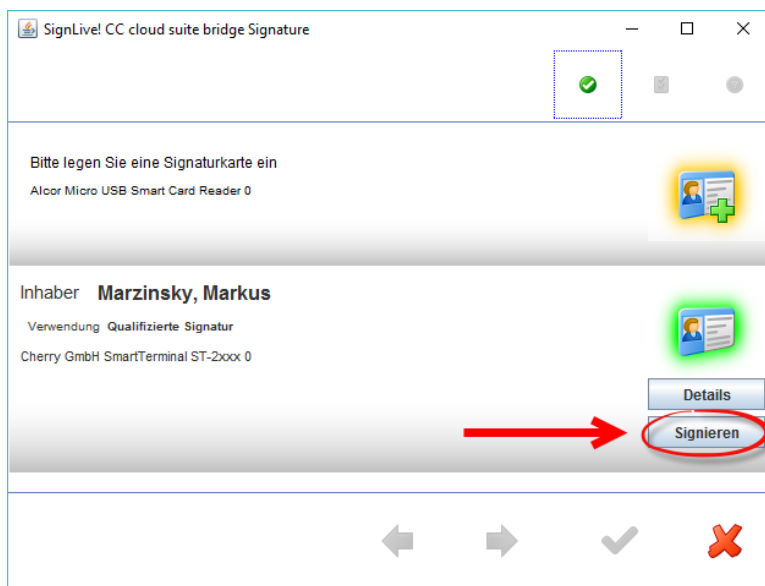 SignLive! CC cloud suite bridge Signature
Bitte legen Sie eine Signaturkarte ein
Alcor Micro USB Smart Card Reader 0
Inhaber Marzinsky, Markus
Verwendung Qualifizierte Signatur
Cherry GmbH SmartTerminal ST-2xxx 0
Details
Signieren